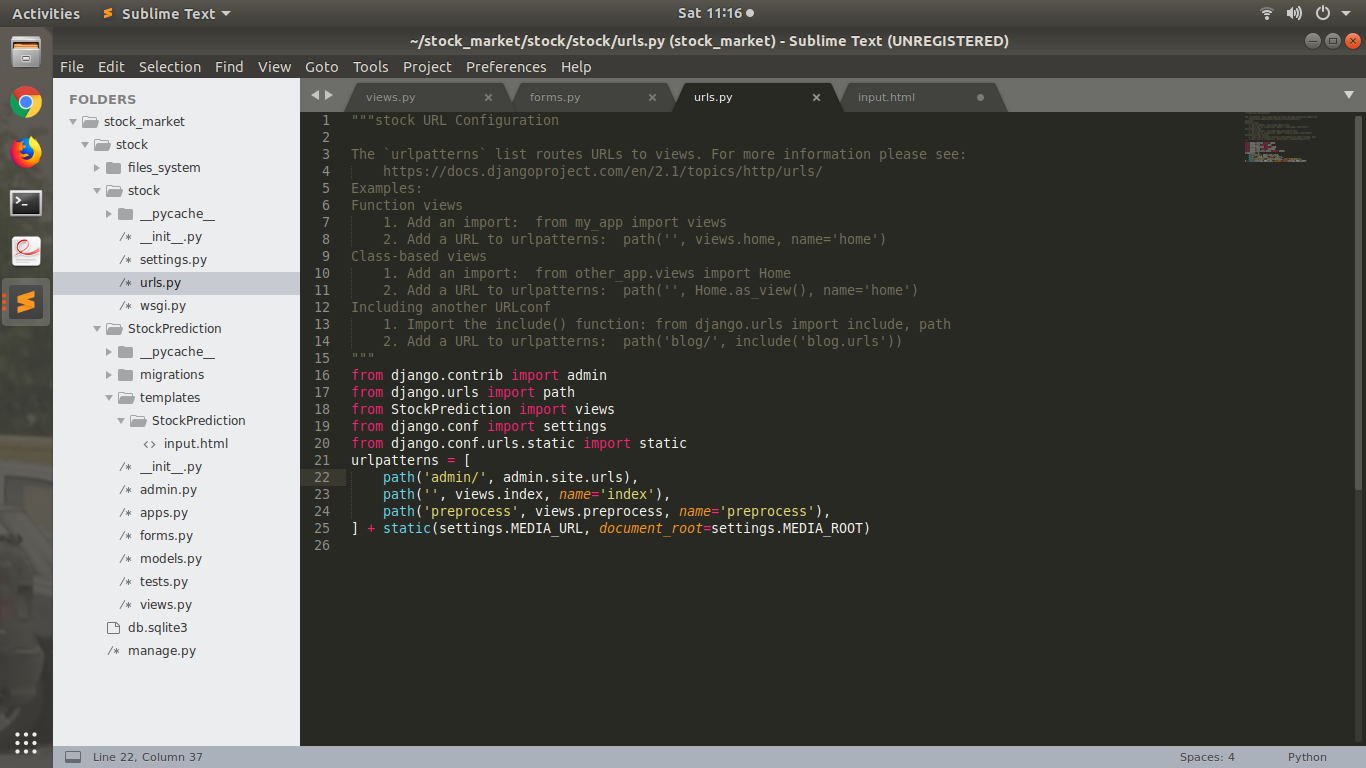 Activities
Sublime Text
Sat 11:16
~/stock_market/stock/stock/urls.py (stock_market) - Sublime Text (UNREGISTERED)
File Edit Selection Find View Goto Tools Project Preferences Help
FOLDERS
stock_market
stock
files_system
stock
__pycache__
/* __init__.py
/* settings.py
/* urls.py
/* wsgi.py
StockPrediction
__pycache__
migrations
templates
StockPrediction
<> input.html
/* __init__.py
/* admin.py
/* apps.py
/* forms.py
/* models.py
/* tests.py
/* views.py
db.sqlite3
/* manage.py
views.py × forms.py × urls.py × input.html
1 """stock URL Configuration
2
3 The `urlpatterns` list routes URLs to views. For more information please see:
4     https://docs.djangoproject.com/en/2.1/topics/http/urls/
5 Examples:
6 Function views
7     1. Add an import:  from my_app import views
8     2. Add a URL to urlpatterns:  path('', views.home, name='home')
9 Class-based views
10     1. Add an import:  from other_app.views import Home
11     2. Add a URL to urlpatterns:  path('', Home.as_view(), name='home')
12 Including another URLconf
13     1. Import the include() function: from django.urls import include, path
14     2. Add a URL to urlpatterns:  path('blog/', include('blog.urls'))
15 """
16 from django.contrib import admin
17 from django.urls import path
18 from StockPrediction import views
19 from django.conf import settings
20 from django.conf.urls.static import static
21 urlpatterns = [
22     path('admin/', admin.site.urls),
23     path('', views.index, name='index'),
24     path('preprocess', views.preprocess, name='preprocess'),
25 ] + static(settings.MEDIA_URL, document_root=settings.MEDIA_ROOT)
26
Line 22, Column 37
Spaces: 4
Python